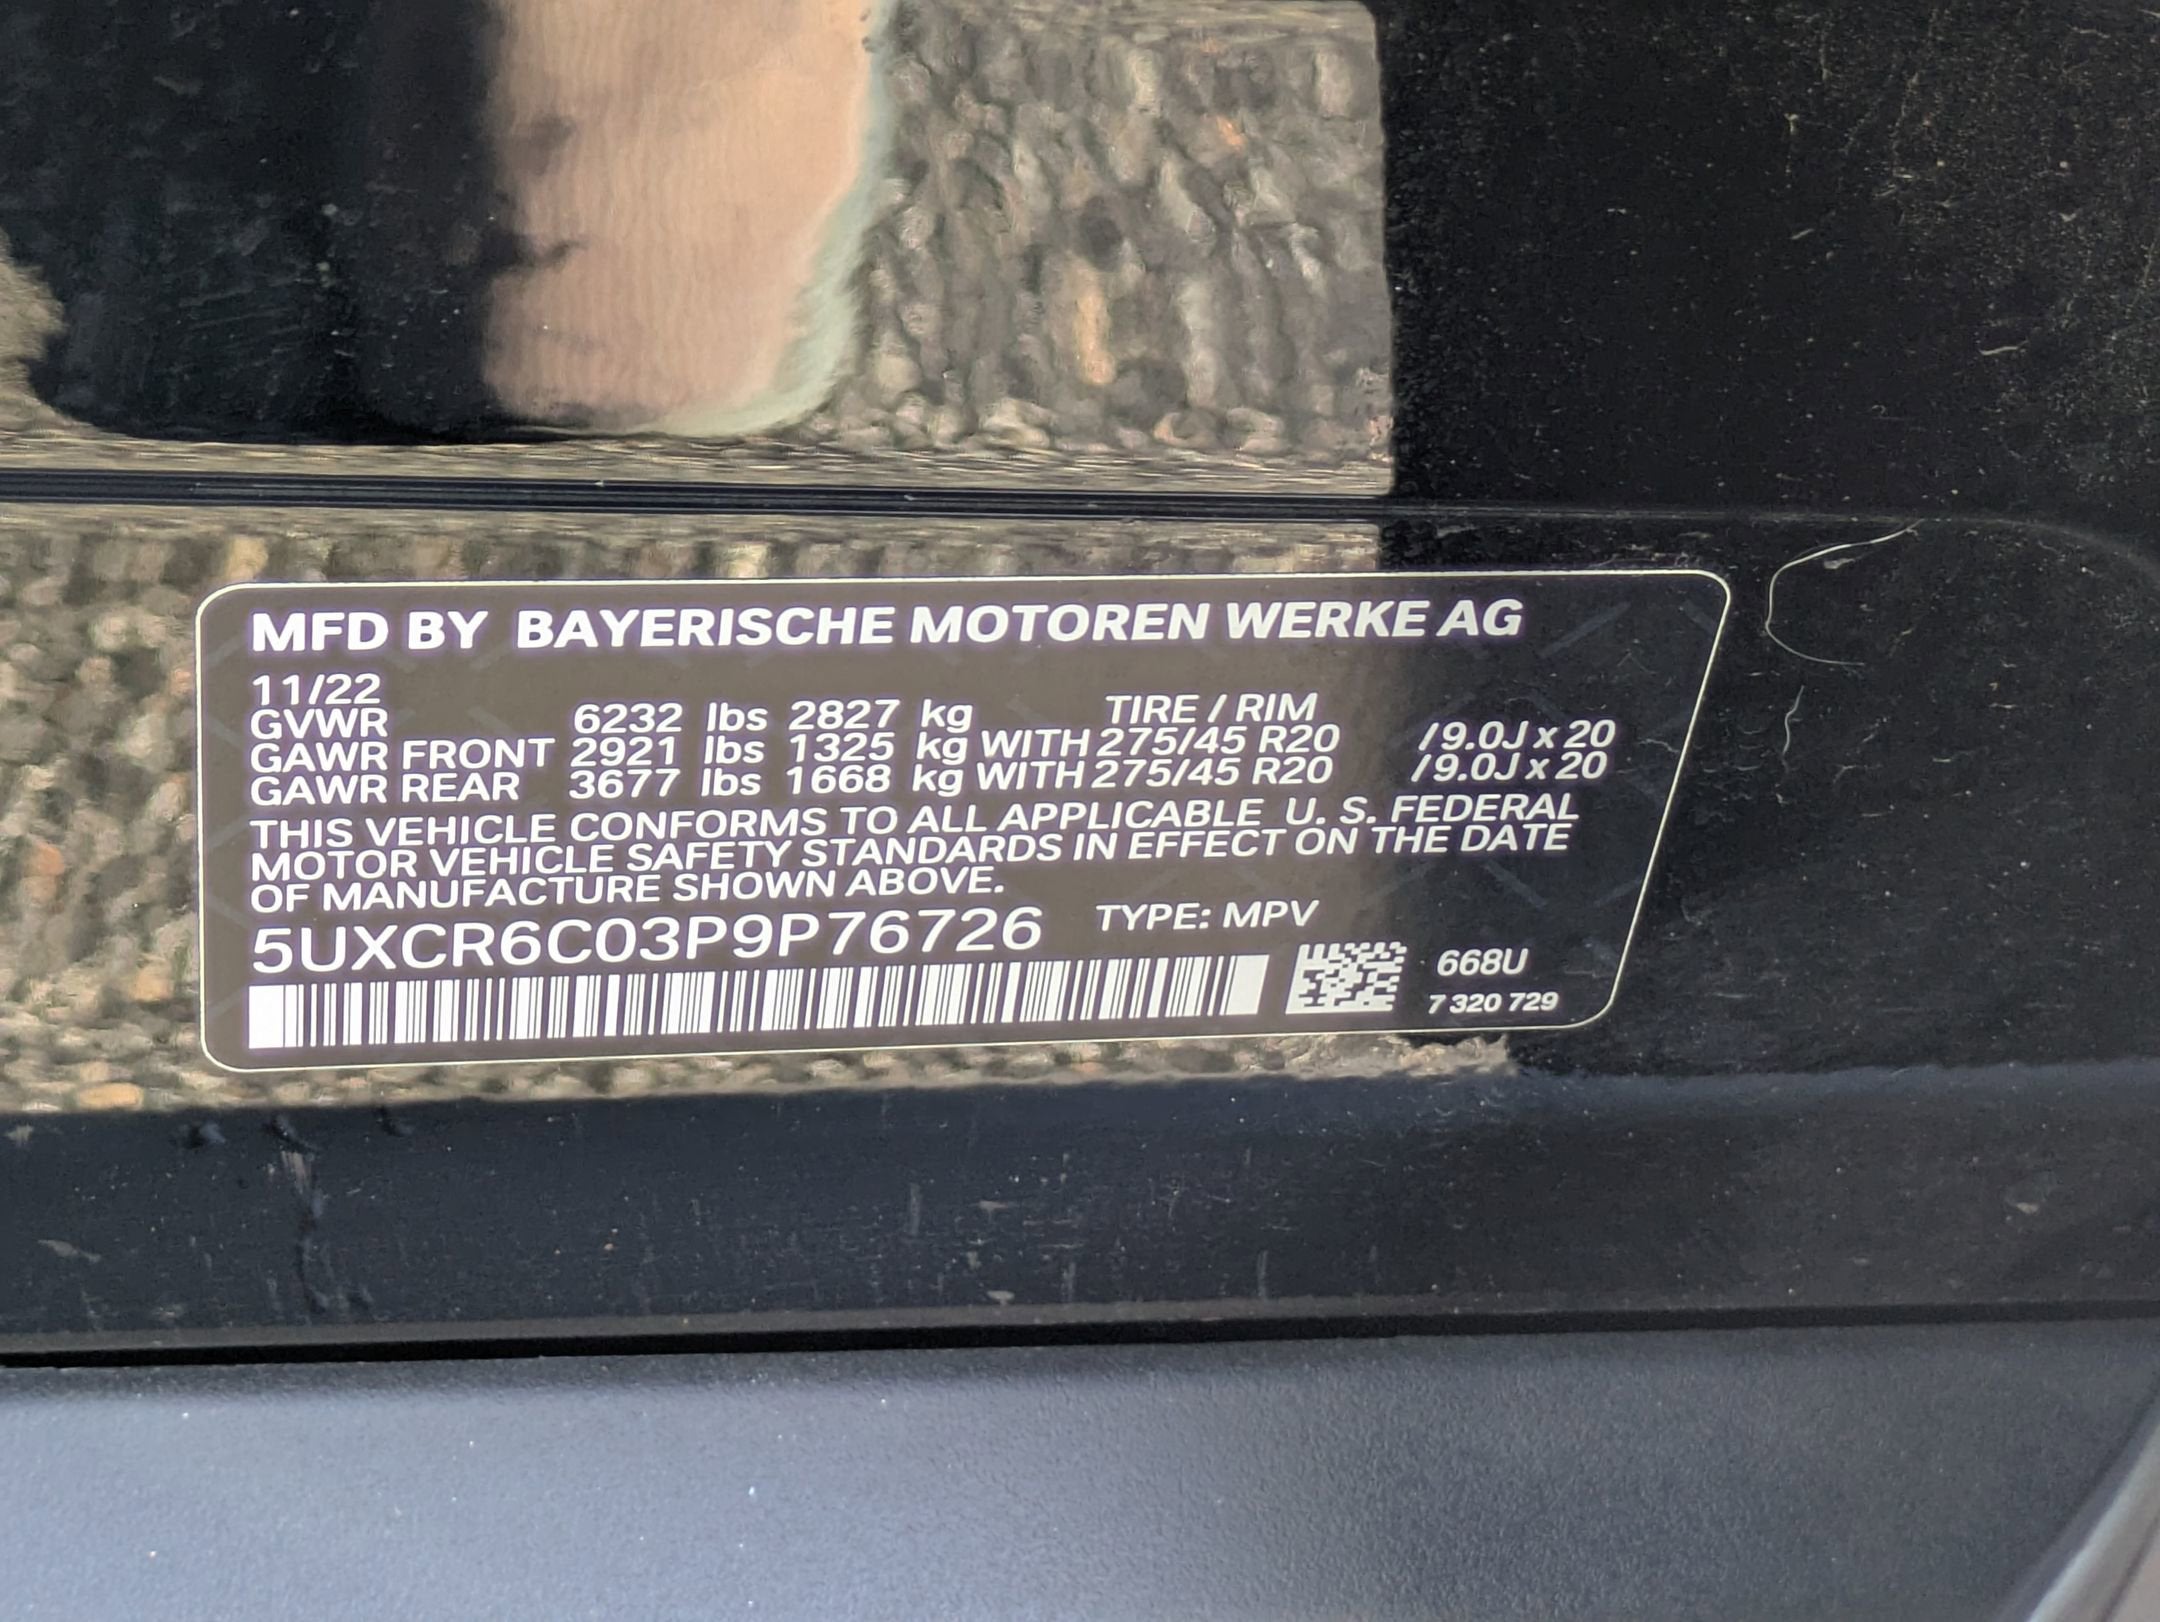 MFD BY BAYERISCHE MOTOREN WERKE AG
11/22
GVWR 6232 lbs 2827 kg TIRE / RIM
GAWR FRONT 2921 lbs 1325 kg WITH 275/45 R20 /9.0J x 20
GAWR REAR 3677 lbs 1668 kg WITH 275/45 R20 /9.0J x 20
THIS VEHICLE CONFORMS TO ALL APPLICABLE U. S. FEDERAL
MOTOR VEHICLE SAFETY STANDARDS IN EFFECT ON THE DATE
OF MANUFACTURE SHOWN ABOVE.
5UXCR6C03P9P76726 TYPE: MPV
668U
7 320 729